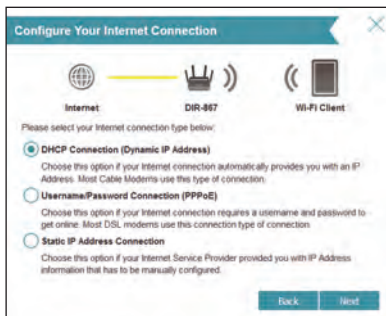 Configure Your Internet Connection
Internet
DIR-867
Wi-Fi Client
Please select your Internet connection type below:
DHCP Connection (Dynamic IP Address)
Choose this option if your Internet connection automatically provides you with an IP
Address. Most Cable Modems use this type of connection.
Username/Password Connection (PPPoE)
Choose this option if your Internet connection requires a username and password to
get online. Most DSL modems use this connection type of connection.
Static IP Address Connection
Choose this option if your Internet Service Provider provided you with IP Address
information that has to be manually configured.
Back
Next